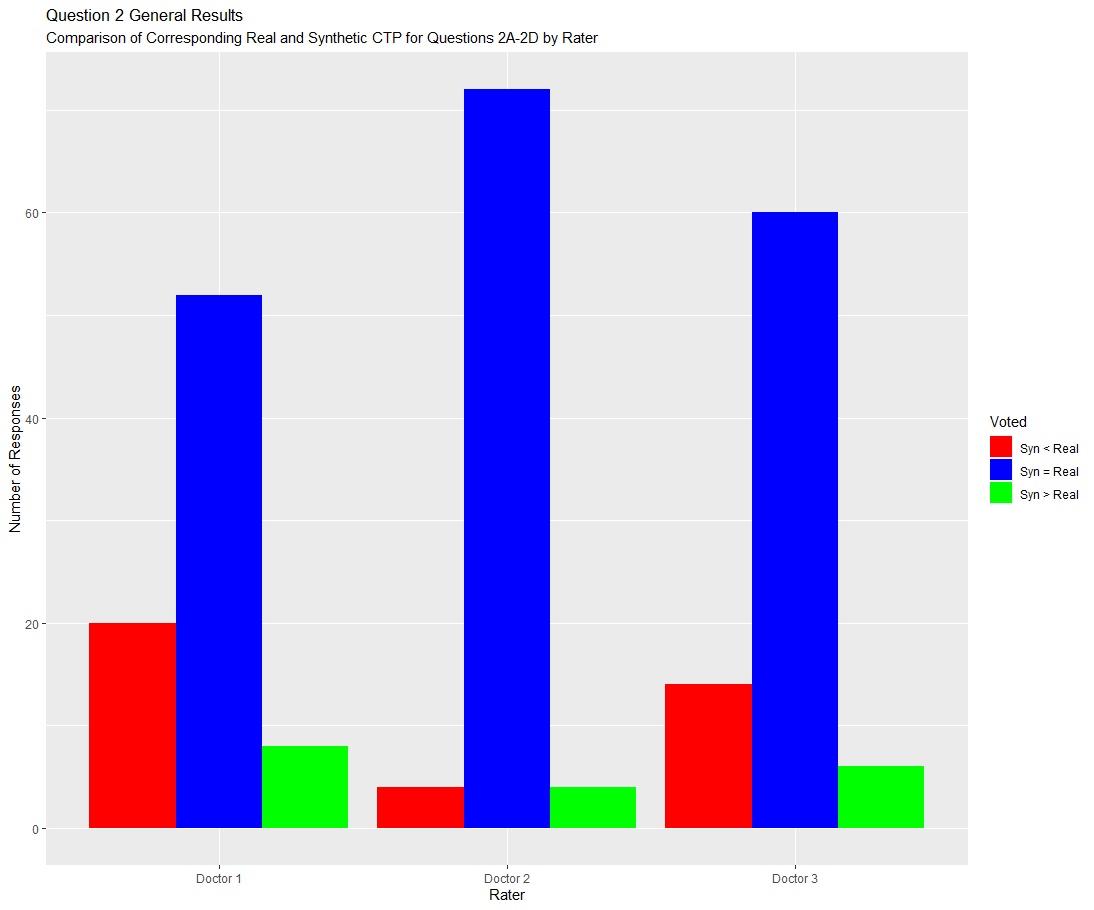 Question 2 General Results
Comparison of Corresponding Real and Synthetic CTP for Questions 2A-2D by Rater
60
40
20
0
Number of Responses
Doctor 1
Doctor 2
Doctor 3
Rater
Voted
Syn < Real
Syn = Real
Syn > Real